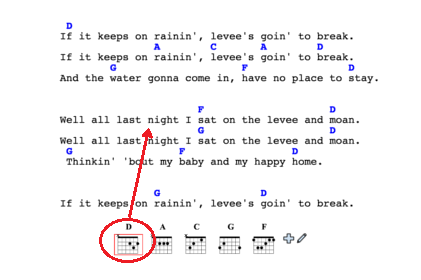 D
If it keeps on rainin', levee's goin' to break.
A C A D
If it keeps on rainin', levee's goin' to break.
G F D
And the water gonna come in, have no place to stay.
F D
Well all last night I sat on the levee and moan.
G D
Well all last night I sat on the levee and moan.
G F D
Thinkin' 'bout my baby and my happy home.
G D
If it keeps on rainin', levee's goin' to break.
D A C G F